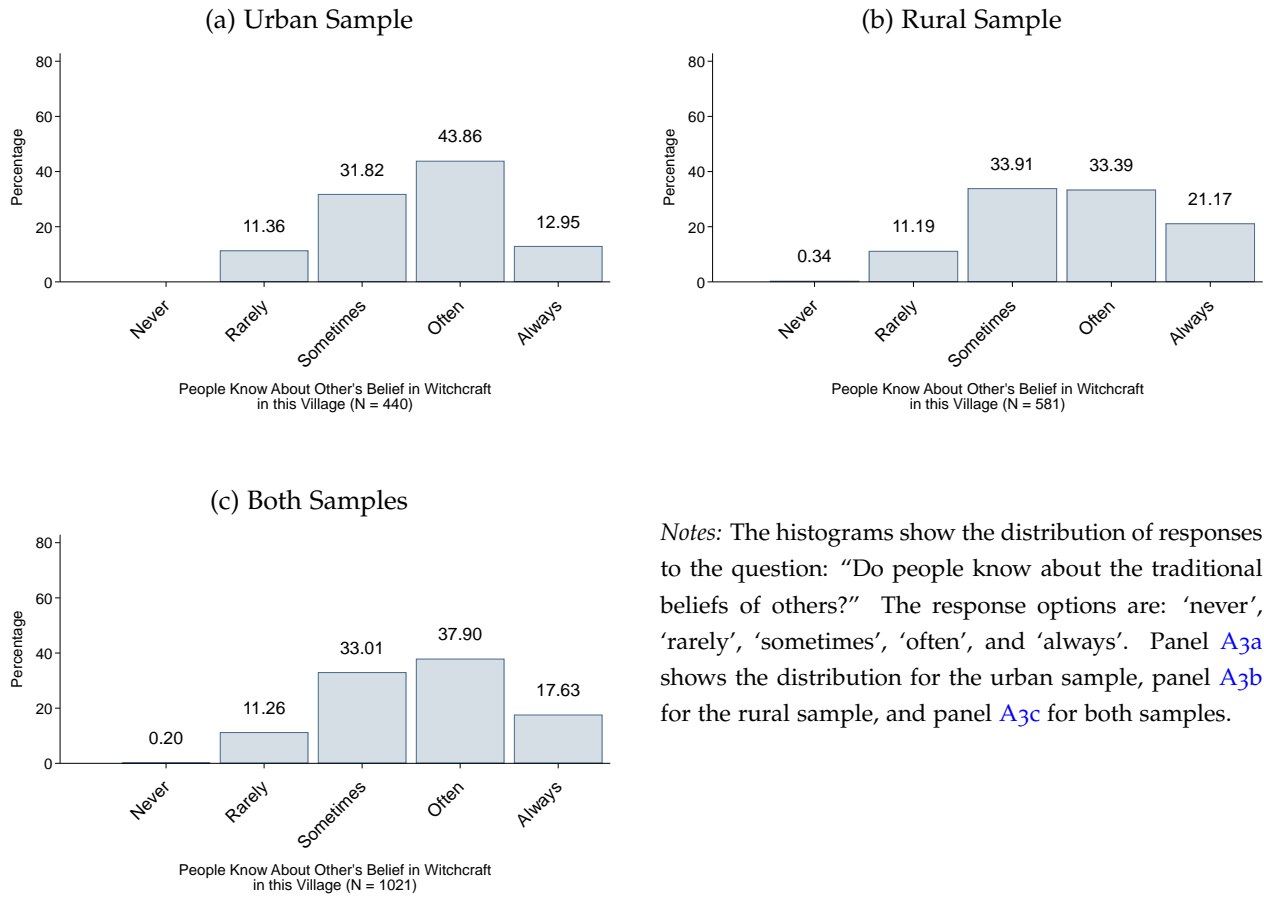 (a) Urban Sample
80
60
40
20
0
Percentage
11.36
31.82
43.86
12.95
Never
Rarely
Sometimes
Often
Always
People Know About Other's Belief in Witchcraft
in this Village (N = 440)
(b) Rural Sample
80
60
40
20
0
Percentage
0.34
11.19
33.91
33.39
21.17
Never
Rarely
Sometimes
Often
Always
People Know About Other's Belief in Witchcraft
in this Village (N = 581)
(c) Both Samples
80
60
40
20
0
Percentage
0.20
11.26
33.01
37.90
17.63
Never
Rarely
Sometimes
Often
Always
People Know About Other's Belief in Witchcraft
in this Village (N = 1021)
Notes: The histograms show the distribution of responses
to the question: “Do people know about the traditional
beliefs of others?” The response options are: ‘never’,
‘rarely’, ‘sometimes’, ‘often’, and ‘always’. Panel A3a
shows the distribution for the urban sample, panel A3b
for the rural sample, and panel A3c for both samples.